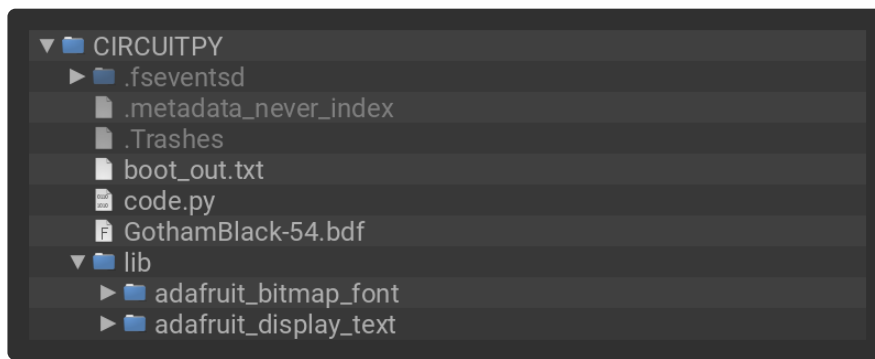 CIRCUITPY
.fseventsd
.metadata_never_index
.Trashes
boot_out.txt
code.py
GothamBlack-54.bdf
lib
adafruit_bitmap_font
adafruit_display_text